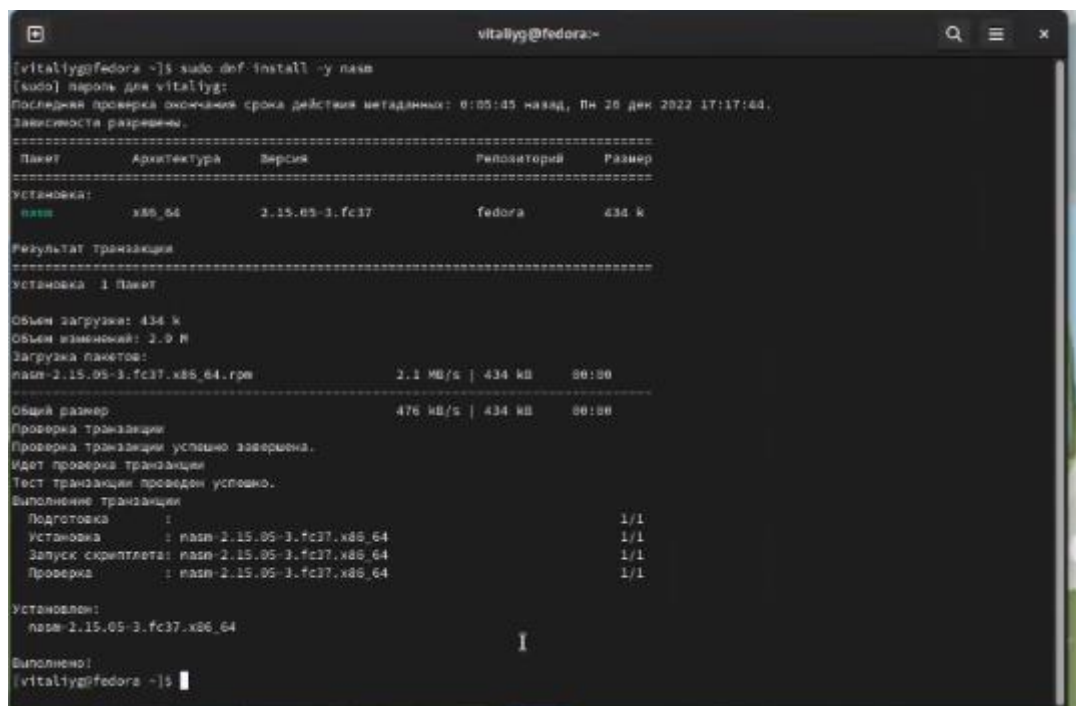 vitaliyg@fedora:~
[vitaliyg@fedora ~]$ sudo dnf install -y nasm
[sudo] пароль для vitaliyg:
Последняя проверка окончания срока действия метаданных: 0:05:45 назад, Пн 26 дек 2022 17:17:44.
Зависимости разрешены.
================================================================================
Пакет Архитектура Версия Репозиторий Размер
================================================================================
Установка:
nasm x86_64 2.15.05-3.fc37 fedora 434 k
Результат транзакции
================================================================================
Установка 1 Пакет
Объем загрузки: 434 k
Объем изменений: 2.9 M
Загрузка пакетов:
nasm-2.15.05-3.fc37.x86_64.rpm 2.1 MB/s | 434 kB 00:00
--------------------------------------------------------------------------------
Общий размер 476 kB/s | 434 kB 00:00
Проверка транзакции
Проверка транзакции успешно завершена.
Идет проверка транзакции
Тест транзакции проведен успешно.
Выполнение транзакции
Подготовка : 1/1
Установка : nasm-2.15.05-3.fc37.x86_64 1/1
Запуск скриптлета: nasm-2.15.05-3.fc37.x86_64 1/1
Проверка : nasm-2.15.05-3.fc37.x86_64 1/1
Установлен:
nasm-2.15.05-3.fc37.x86_64
Выполнено!
[vitaliyg@fedora ~]$